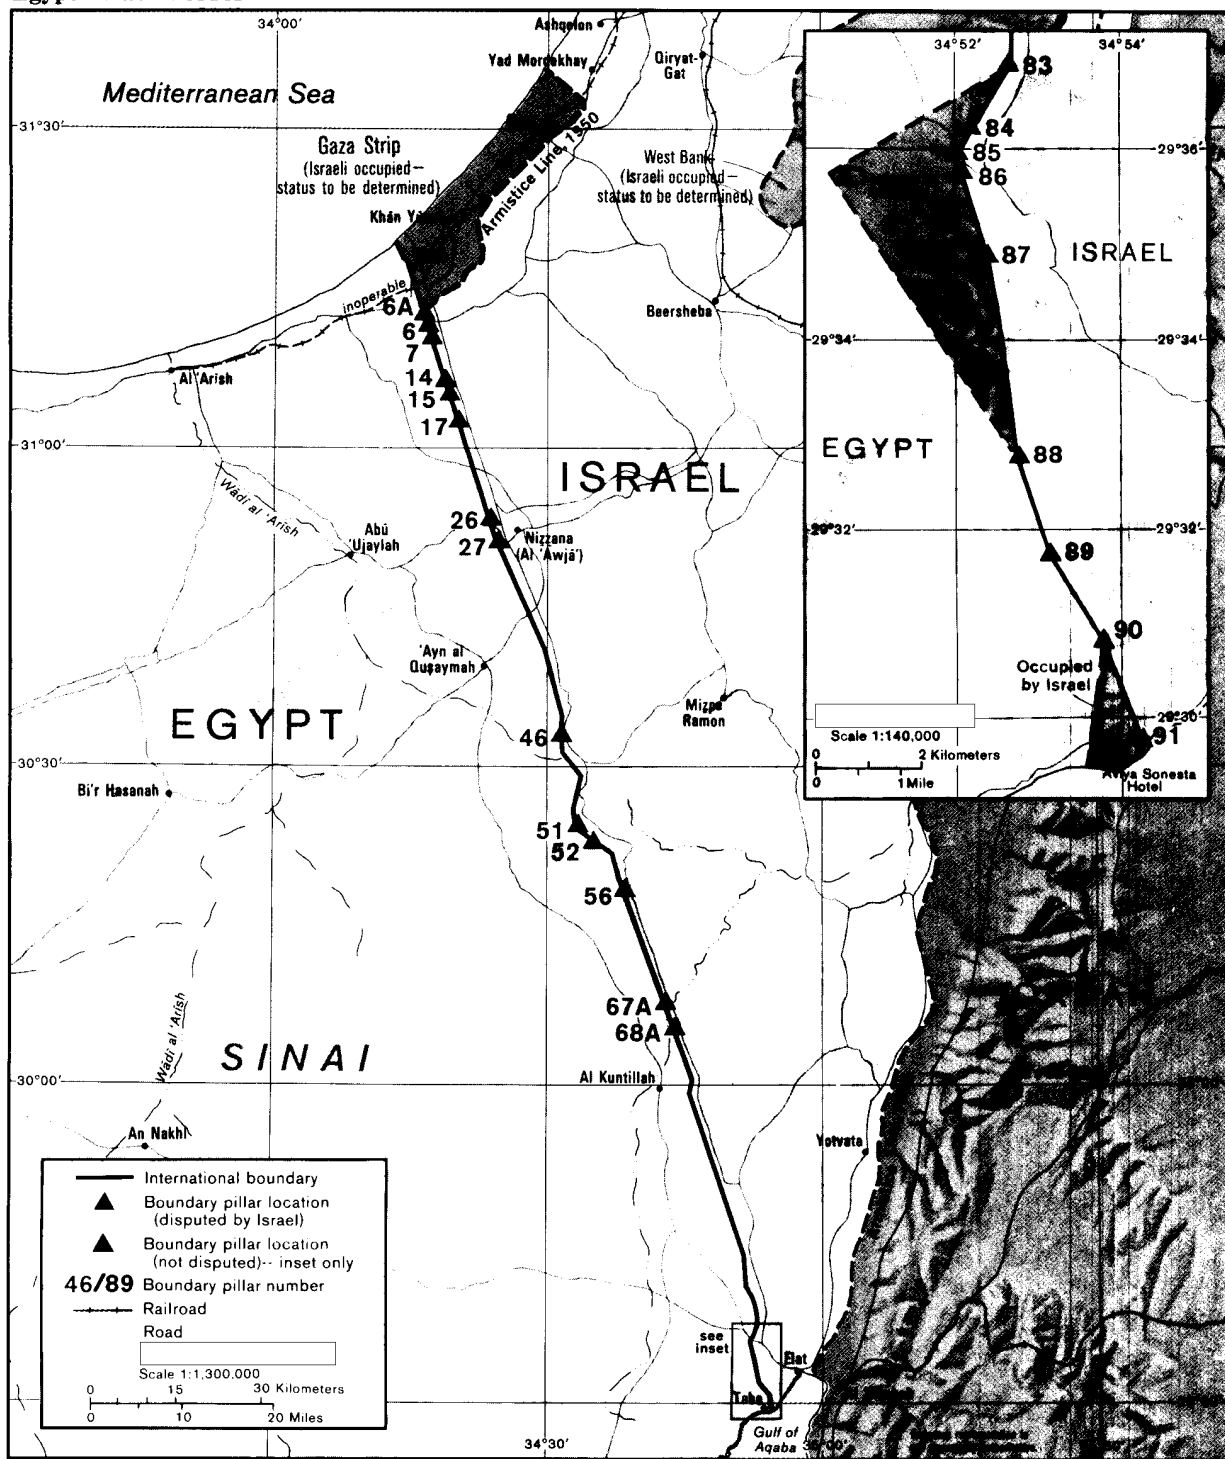 34°00'
Ashqelon
Yad Mordekhay
Qiryat-
Gat
Mediterranean Sea
31°30'
Gaza Strip
(Israeli occupied—
status to be determined)
Armistice Line, 1950
West Bank
(Israeli occupied—
status to be determined)
Khān
inoperable
6A
6
7
14
15
17
Beersheba
Al 'Arish
31°00'
ISRAEL
Wādi al 'Arish
Abū
'Ujaylah
26
27
Nizzana
(Al 'Awjā')
'Ayn al
Quşaymah
Mizpe
Ramon
EGYPT
46
30°30'
Bi'r Hasanah
51
52
56
67A
68A
Wādi al 'Arish
SINAI
30°00'
Al Kuntillah
An Nakhl
Yotvata
see
inset
Elat
Taba
Gulf of
Aqaba
34°30'
34°52'
34°54'
83
84
85
29°36'
86
87
ISRAEL
29°34'
EGYPT
88
29°32'
89
90
Occupied
by Israel
29°30'
91
Scale 1:140,000
0 2 Kilometers
0 1 Mile
Aviya Sonesta
Hotel
International boundary
Boundary pillar location
(disputed by Israel)
Boundary pillar location
(not disputed)-- inset only
46/89 Boundary pillar number
Railroad
Road
Scale 1:1,300,000
0 15 30 Kilometers
0 10 20 Miles